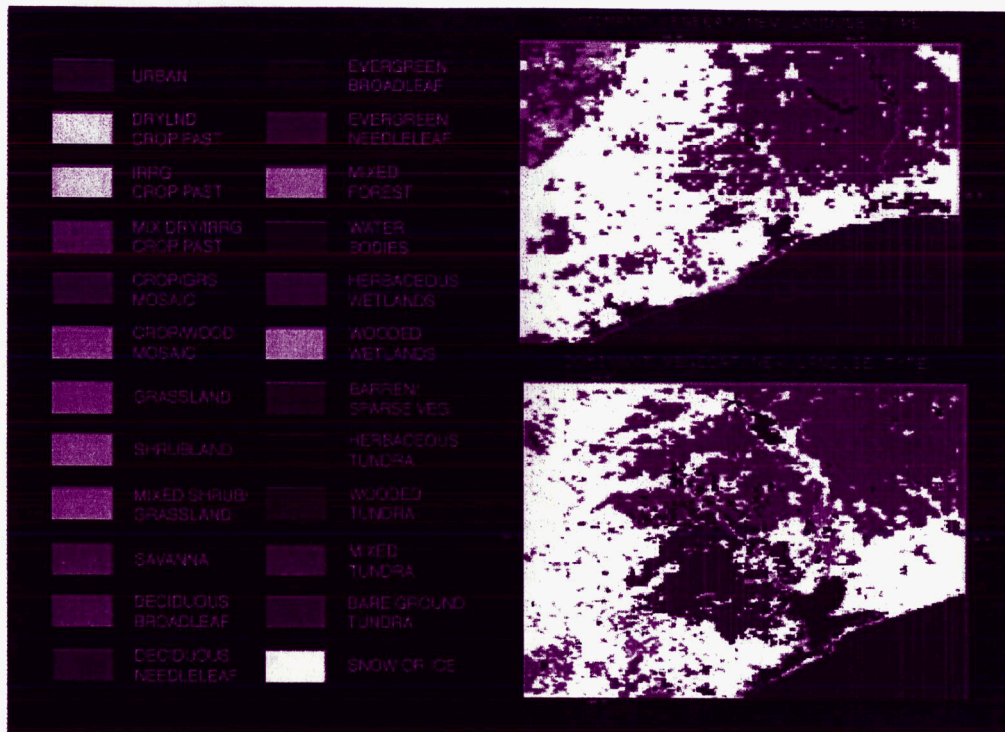 URBAN
DRYLND
CROP.PAST
IRRG
CROP.PAST
MIX DRY/IRRG
CROP.PAST
CROP/GRS
MOSAIC
CROP/WOOD
MOSAIC
GRASSLAND
SHRUBLAND
MIXED SHRUB/
GRASSLAND
SAVANNA
DECIDUOUS
BROADLEAF
DECIDUOUS
NEEDLELEAF
EVERGREEN
BROADLEAF
EVERGREEN
NEEDLELEAF
MIXED
FOREST
WATER
BODIES
HERBACEOUS
WETLANDS
WOODED
WETLANDS
BARREN/
SPARSE VEG.
HERBACEOUS
TUNDRA
WOODED
TUNDRA
MIXED
TUNDRA
BARE GROUND
TUNDRA
SNOW OR ICE